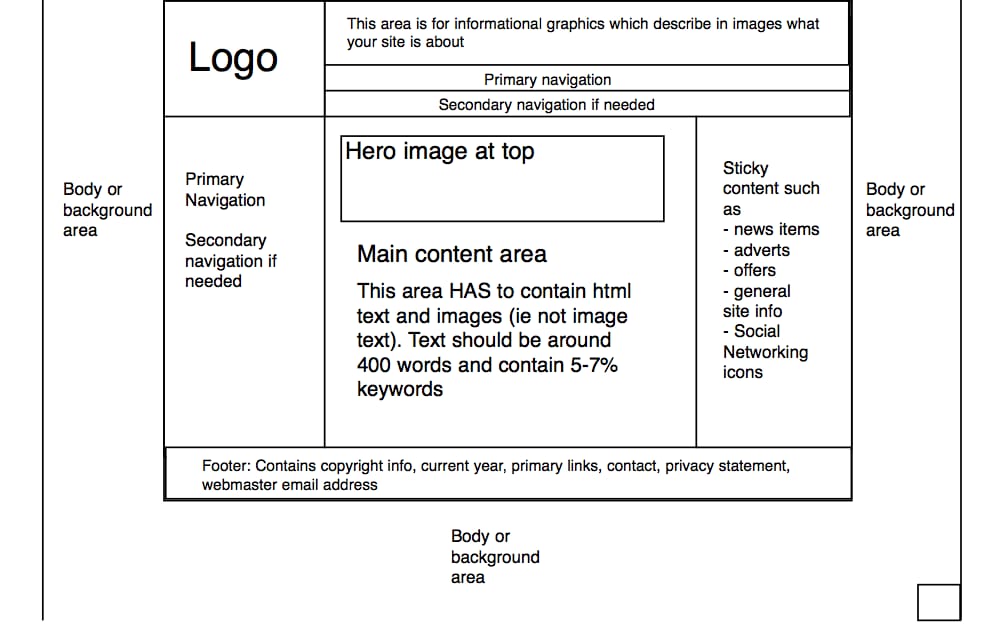 Logo
This area is for informational graphics which describe in images what
your site is about
Primary navigation
Secondary navigation if needed
Body or
background
area
Primary
Navigation
Secondary
navigation if
needed
Hero image at top
Main content area
This area HAS to contain html
text and images (ie not image
text). Text should be around
400 words and contain 5-7%
keywords
Sticky
content such
as
- news items
- adverts
- offers
- general
site info
- Social
Networking
icons
Body or
background
area
Footer: Contains copyright info, current year, primary links, contact, privacy statement,
webmaster email address
Body or
background
area